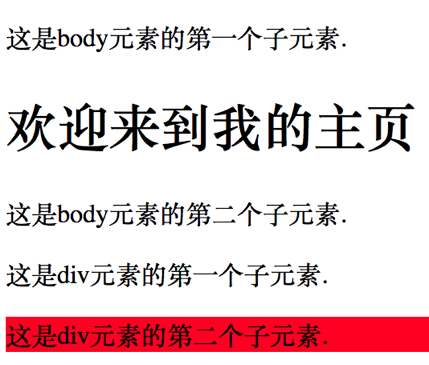 这是body元素的第一个子元素.
欢迎来到我的主页
这是body元素的第二个子元素.
这是div元素的第一个子元素.
这是div元素的第二个子元素.